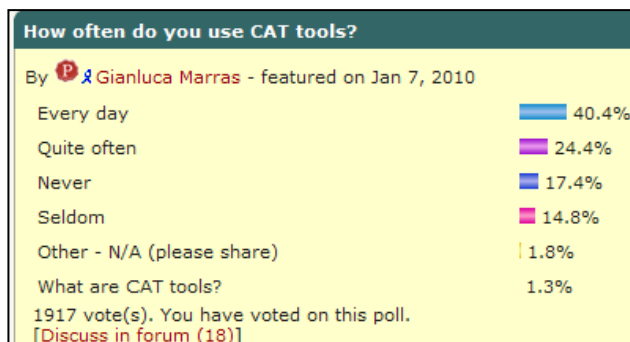 How often do you use CAT tools?
By P Gianluca Marras - featured on Jan 7, 2010
Every day 40.4%
Quite often 24.4%
Never 17.4%
Seldom 14.8%
Other - N/A (please share) 1.8%
What are CAT tools? 1.3%
1917 vote(s). You have voted on this poll.
[Discuss in forum (18)]